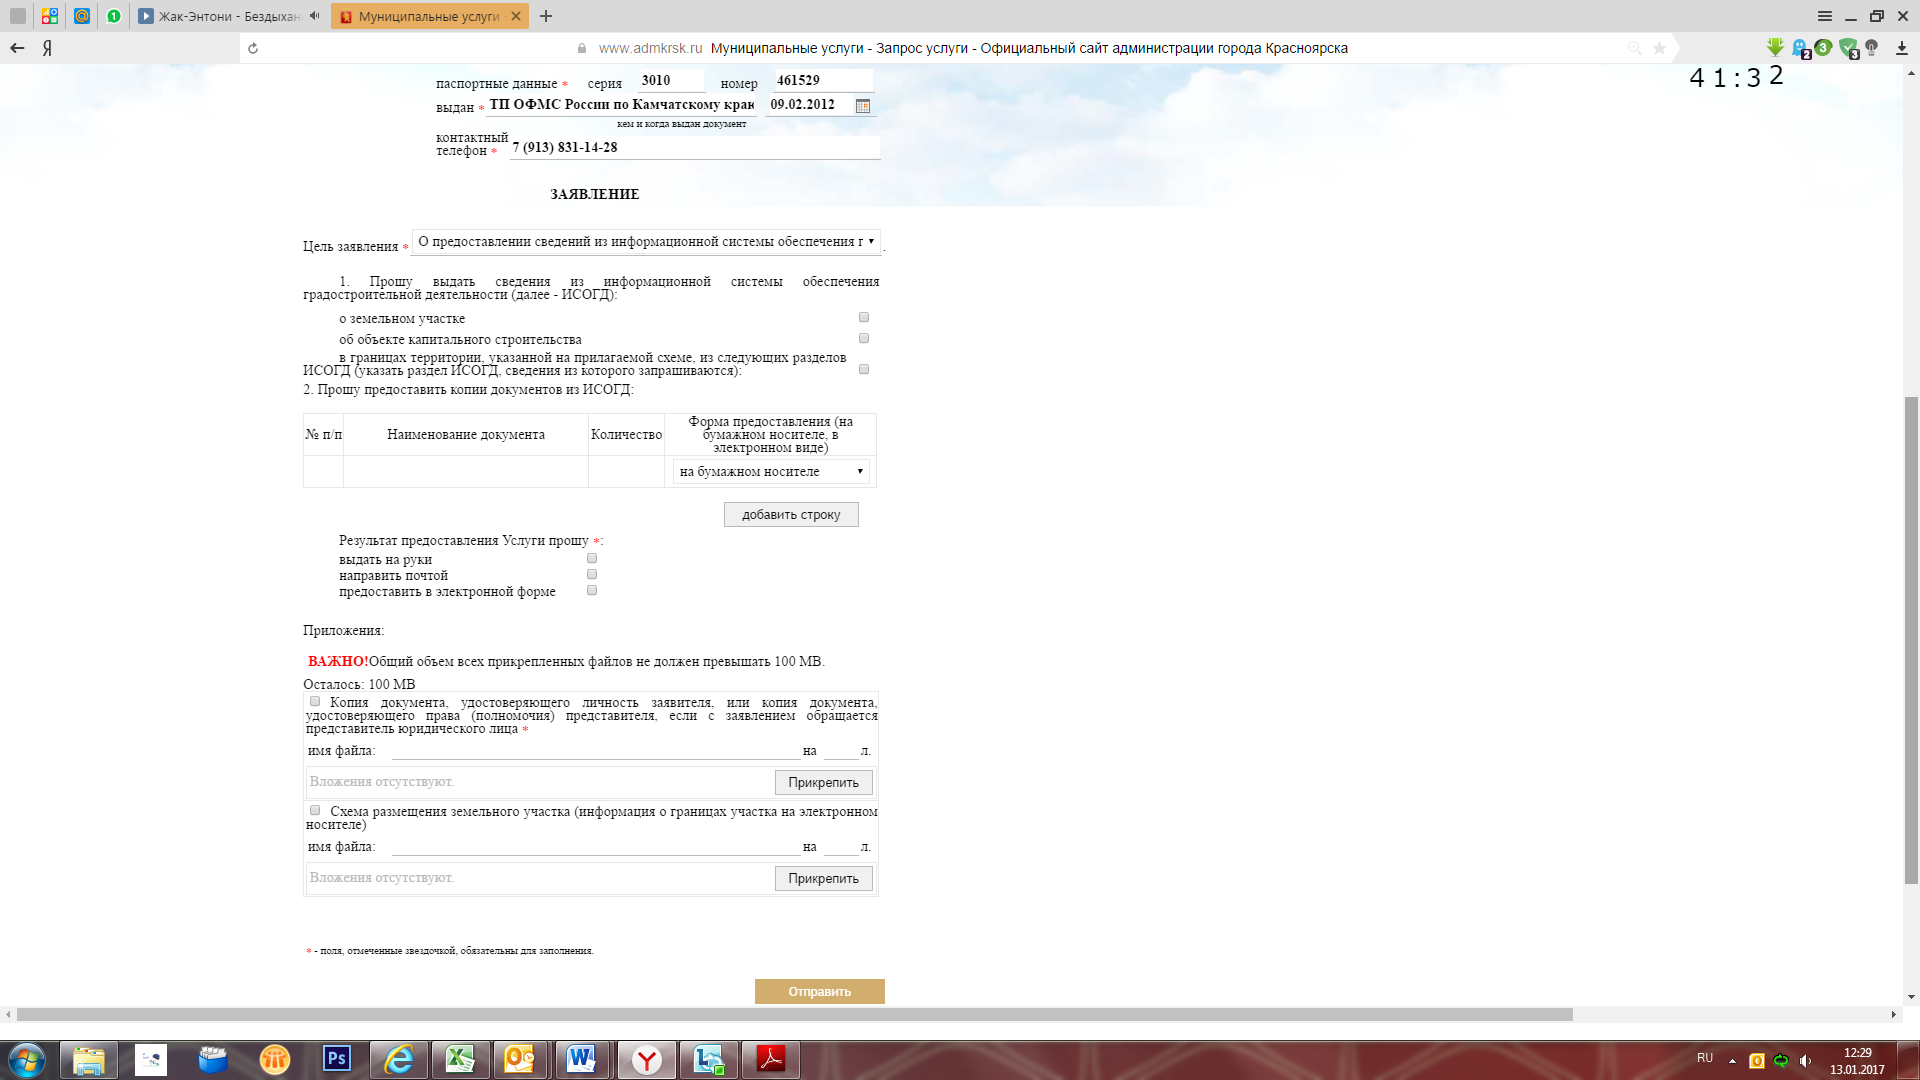 Жак-Энтони - Бездыхан
Муниципальные услуги
www.admkrsk.ru Муниципальные услуги - Запрос услуги - Официальный сайт администрации города Красноярска
2 3 3
41:32
паспортные данные * серия 3010 номер 461529
выдан * ТП ОФМС России по Камчатскому краю 09.02.2012
кем и когда выдан документ
контактный
телефон * 7 (913) 831-14-28
ЗАЯВЛЕНИЕ
Цель заявления * О предоставлении сведений из информационной системы обеспечения г .
1. Прошу выдать сведения из информационной системы обеспечения
градостроительной деятельности (далее - ИСОГД):
о земельном участке
об объекте капитального строительства
в границах территории, указанной на прилагаемой схеме, из следующих разделов
ИСОГД (указать раздел ИСОГД, сведения из которого запрашиваются):
2. Прошу предоставить копии документов из ИСОГД:
№ п/п Наименование документа Количество Форма предоставления (на
бумажном носителе, в
электронном виде)
на бумажном носителе
добавить строку
Результат предоставления Услуги прошу *:
выдать на руки
направить почтой
предоставить в электронной форме
Приложения:
ВАЖНО!Общий объем всех прикрепленных файлов не должен превышать 100 MB.
Осталось: 100 MB
Копия документа, удостоверяющего личность заявителя, или копия документа,
удостоверяющего права (полномочия) представителя, если с заявлением обращается
представитель юридического лица *
имя файла: на л.
Вложения отсутствуют. Прикрепить
Схема размещения земельного участка (информация о границах участка на электронном
носителе)
имя файла: на л.
Вложения отсутствуют. Прикрепить
* - поля, отмеченные звездочкой, обязательны для заполнения.
Отправить
RU 12:29
13.01.2017